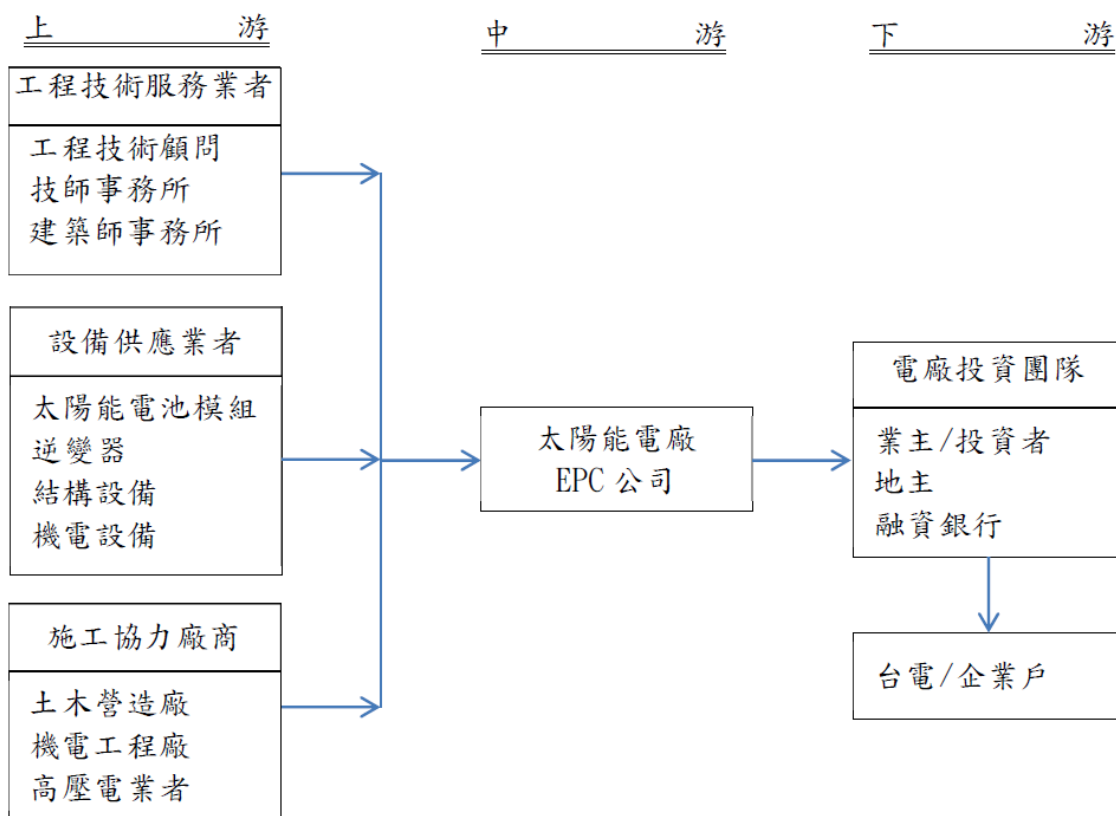 上游
工程技術服務業者
工程技術顧問
技師事務所
建築師事務所
設備供應業者
太陽能電池模組
逆變器
結構設備
機電設備
施工協力廠商
土木營造廠
機電工程廠
高壓電業者
中游
太陽能電廠
EPC 公司
下游
電廠投資團隊
業主/投資者
地主
融資銀行
台電/企業戶